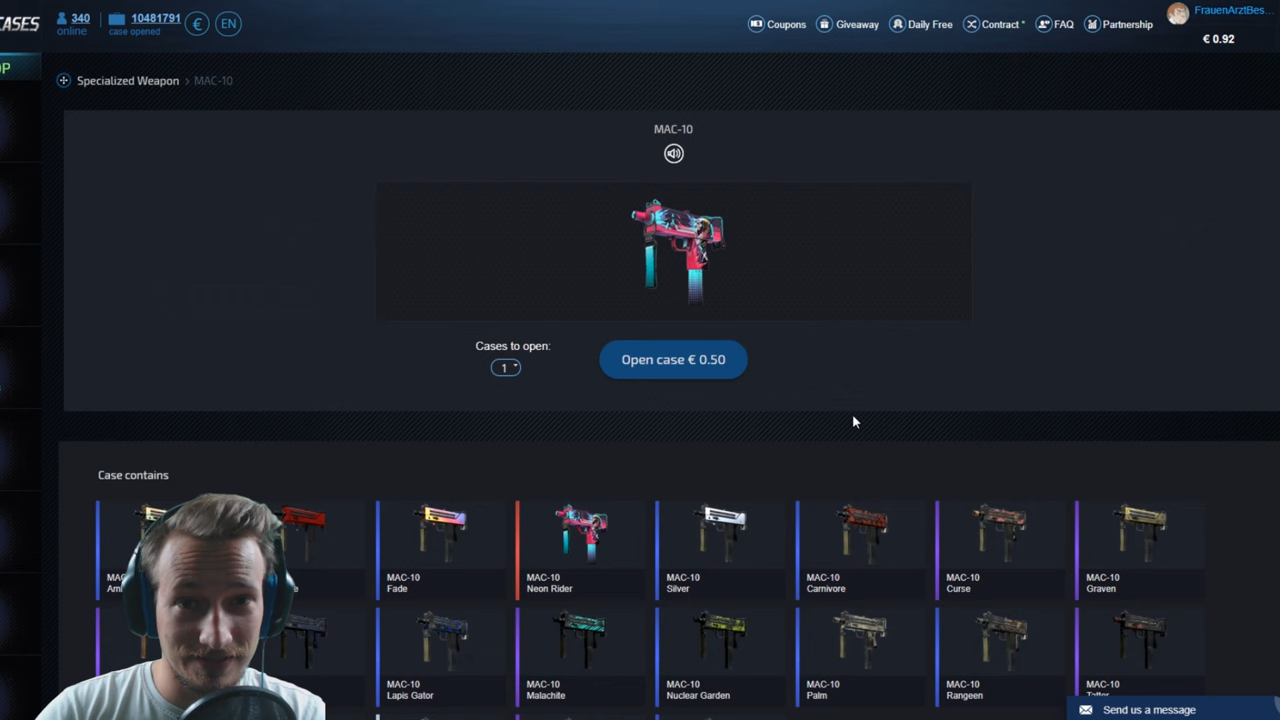 CASES
340
online
10481791
case opened
€
EN
Coupons
Giveaway
Daily Free
Contract *
FAQ
Partnership
FrauenArztBes...
€ 0.92
Specialized Weapon > MAC-10
MAC-10
Cases to open:
1
Open case € 0.50
Case contains
MAC-10
Fade
MAC-10
Neon Rider
MAC-10
Silver
MAC-10
Carnivore
MAC-10
Curse
MAC-10
Graven
MAC-10
Lapis Gator
MAC-10
Malachite
MAC-10
Nuclear Garden
MAC-10
Palm
MAC-10
Rangeen
MAC-10
Send us a message